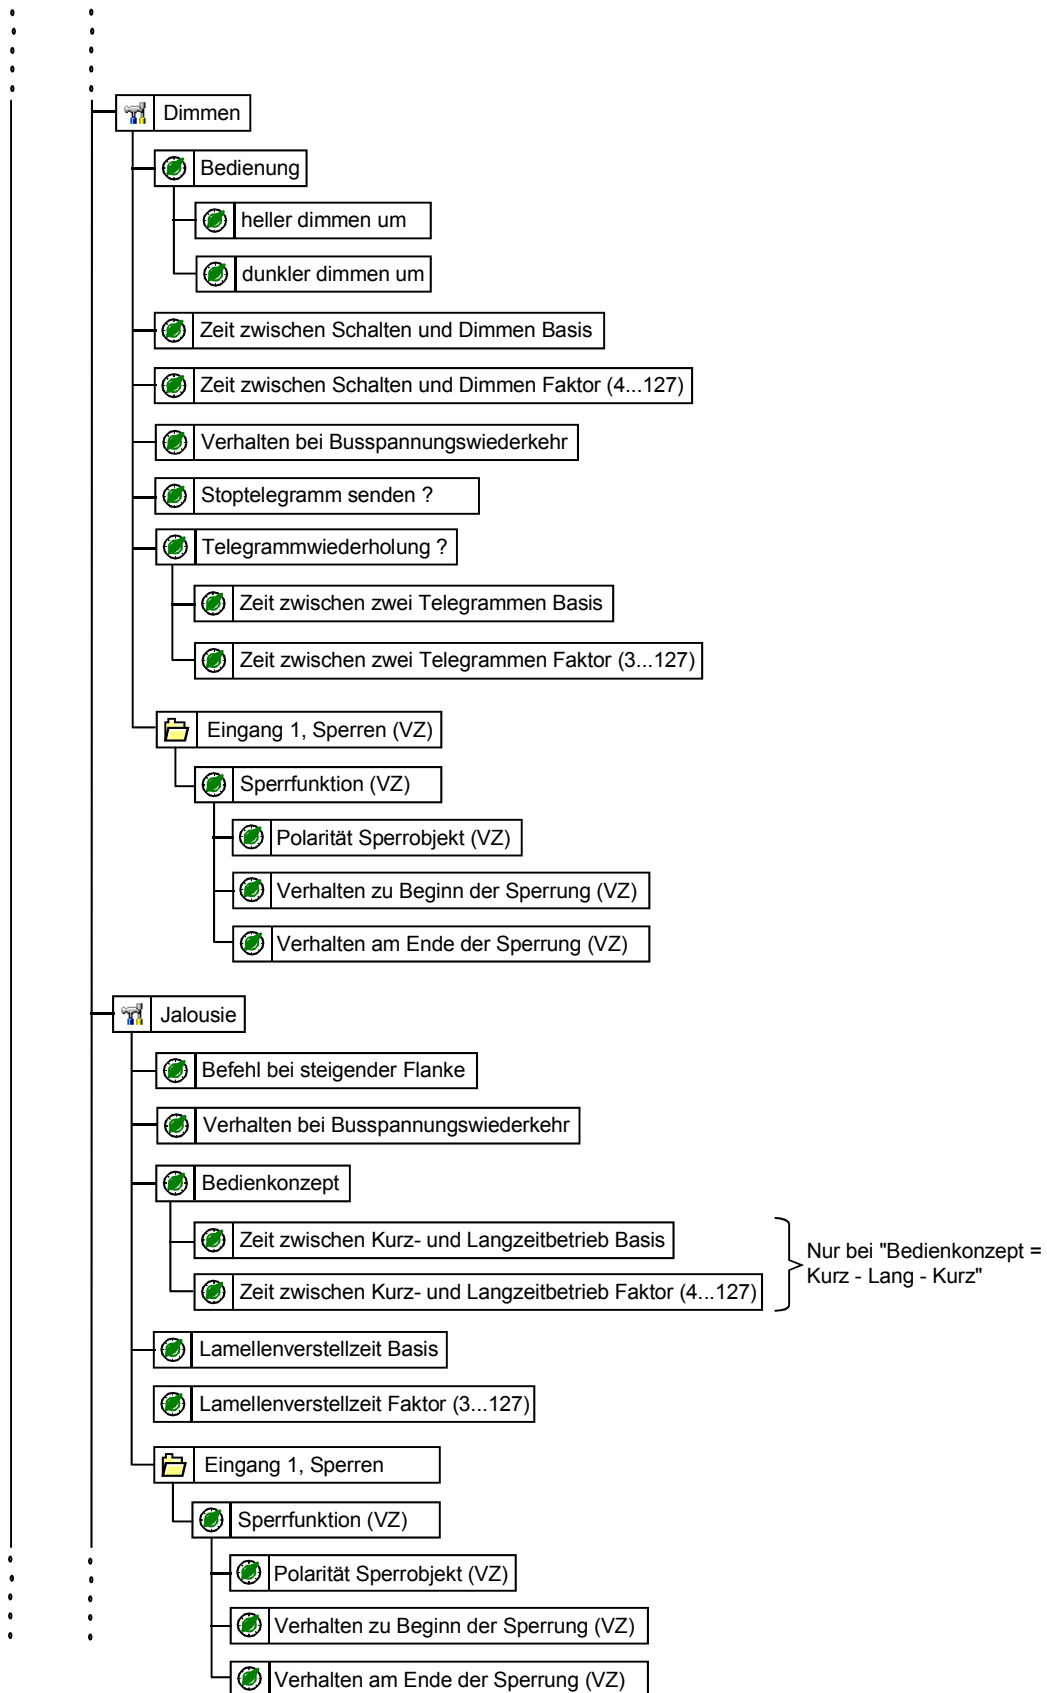 Dimmen
Bedienung
heller dimmen um
dunkler dimmen um
Zeit zwischen Schalten und Dimmen Basis
Zeit zwischen Schalten und Dimmen Faktor (4...127)
Verhalten bei Busspannungswiederkehr
Stoptelegramm senden ?
Telegrammwiederholung ?
Zeit zwischen zwei Telegrammen Basis
Zeit zwischen zwei Telegrammen Faktor (3...127)
Eingang 1, Sperren (VZ)
Sperrfunktion (VZ)
Polarität Sperrobjekt (VZ)
Verhalten zu Beginn der Sperrung (VZ)
Verhalten am Ende der Sperrung (VZ)
Jalousie
Befehl bei steigender Flanke
Verhalten bei Busspannungswiederkehr
Bedienkonzept
Zeit zwischen Kurz- und Langzeitbetrieb Basis
Zeit zwischen Kurz- und Langzeitbetrieb Faktor (4...127)
Nur bei "Bedienkonzept =
Kurz - Lang - Kurz"
Lamellenverstellzeit Basis
Lamellenverstellzeit Faktor (3...127)
Eingang 1, Sperren
Sperrfunktion (VZ)
Polarität Sperrobjekt (VZ)
Verhalten zu Beginn der Sperrung (VZ)
Verhalten am Ende der Sperrung (VZ)